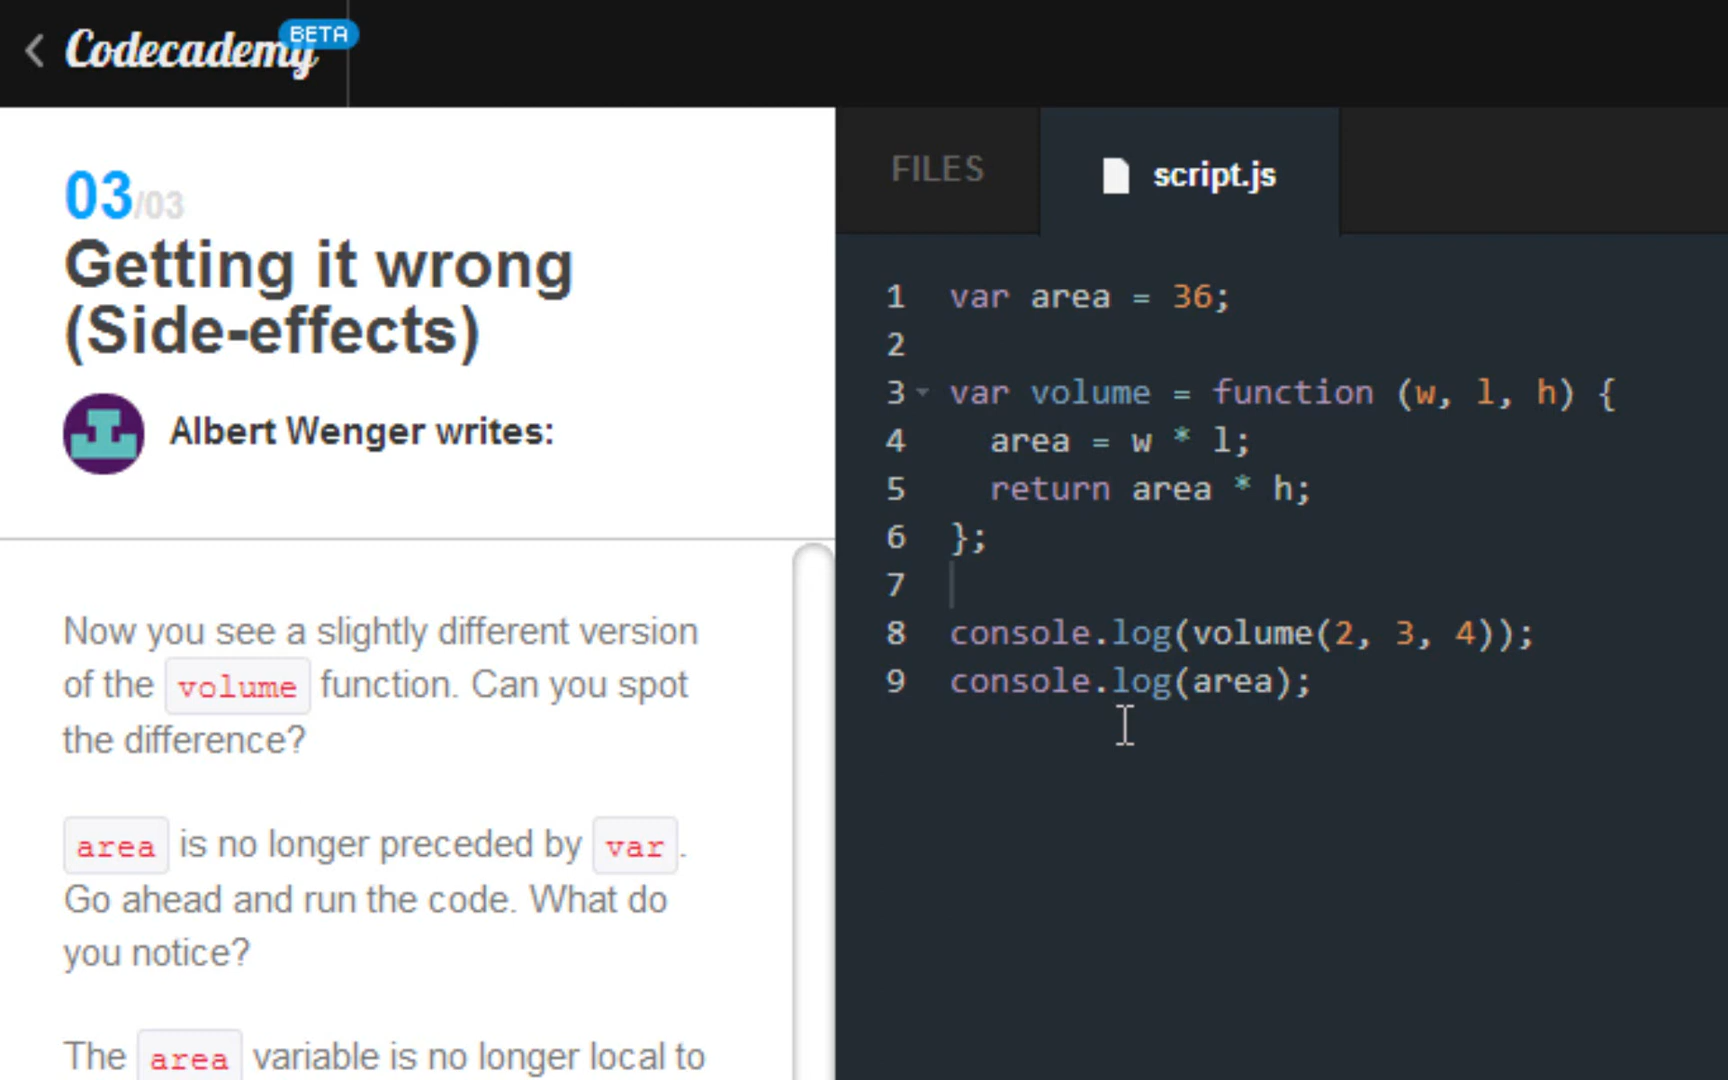 Codecademy BETA
03/03
Getting it wrong
(Side-effects)
Albert Wenger writes:
Now you see a slightly different version
of the volume function. Can you spot
the difference?
area is no longer preceded by var.
Go ahead and run the code. What do
you notice?
The area variable is no longer local to
FILES script.js
1 var area = 36;
2
3 var volume = function (w, l, h) {
4 area = w * l;
5 return area * h;
6 };
7
8 console.log(volume(2, 3, 4));
9 console.log(area);